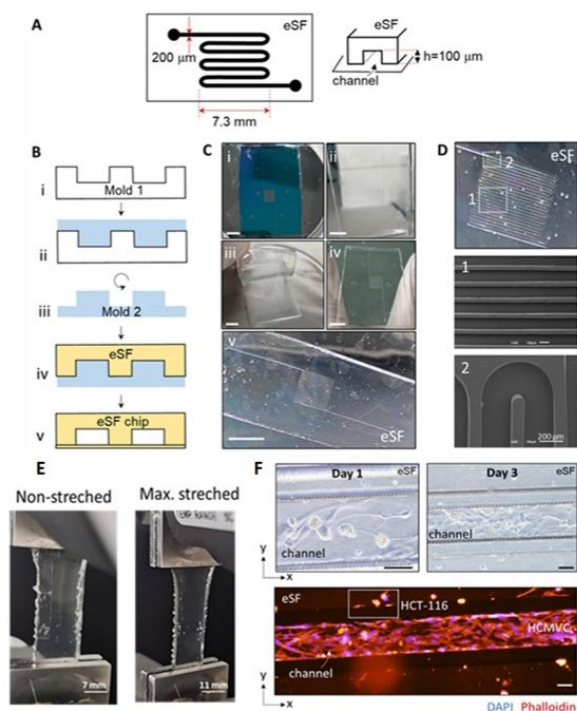 A
eSF
eSF
200 μm
h=100 μm
channel
7.3 mm
B
C
D
i
Mold 1
ii
iii
Mold 2
iv
eSF
v
eSF chip
i
ii
iii
iv
v
eSF
eSF
2
1
1
2
200 μm
E
F
Non-streched
Max. streched
7 mm
11 mm
Day 1
eSF
Day 3
eSF
channel
channel
y
x
y
x
eSF
HCT-116
HCMVC
channel
y
x
DAPI Phalloidin